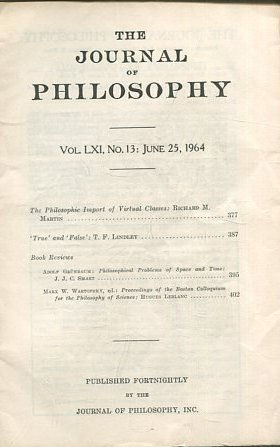 THE
JOURNAL
OF
PHILOSOPHY
VOL. LXI, NO. 13: JUNE 25, 1964
The Philosophic Import of Virtual Classes: RICHARD M.
MARTIN ........ 377
'True' and 'False': T. F. LINDLEY ........ 387
Book Reviews
ADOLF GRÜNBAUM: Philosophical Problems of Space and Time:
J. J. C. SMART ........ 395
MARX W. WARTOFSKY, ed.: Proceedings of the Boston Colloquium
for the Philosophy of Science: HUGUES LEBLANC ........ 402
PUBLISHED FORTNIGHTLY
BY THE
JOURNAL OF PHILOSOPHY, INC.